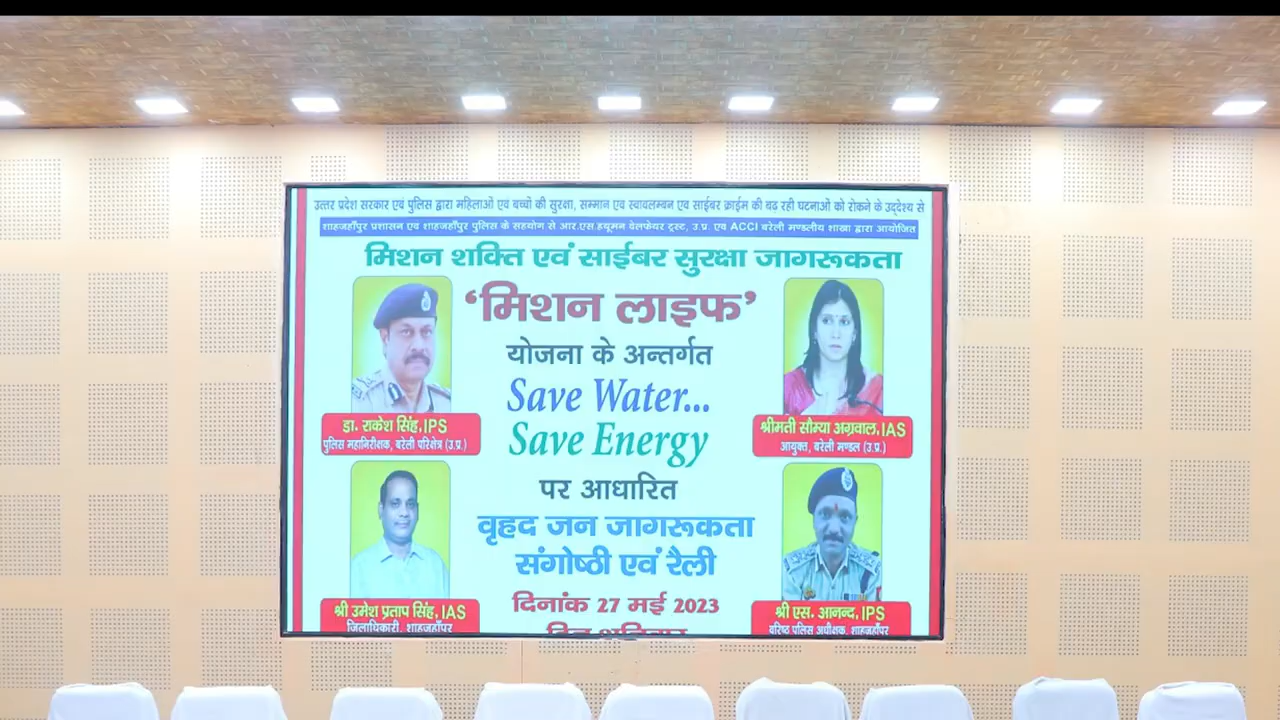 उत्तर प्रदेश सरकार एवं पुलिस द्वारा महिलाओं एवं बच्चों की सुरक्षा, सम्मान एवं स्वावलम्बन एवं साईबर क्राईम की बढ़ रही घटनाओं को रोकने के उद्देश्य से
शाहजहाँपुर प्रशासन एवं शाहजहाँपुर पुलिस के सहयोग से आर.एस.ह्यूमन वेलफेयर ट्रस्ट, उ.प्र. एवं ACCI बरेली मण्डलीय शाखा द्वारा आयोजित
मिशन शक्ति एवं साईबर सुरक्षा जागरूकता
'मिशन लाइफ'
योजना के अन्तर्गत
Save Water...
Save Energy
डा. राकेश सिंह, IPS
पुलिस महानिरीक्षक, बरेली परिक्षेत्र (उ.प्र.)
श्रीमती सौम्या अग्रवाल, IAS
आयुक्त, बरेली मण्डल (उ.प्र.)
पर आधारित
वृहद जन जागरूकता
संगोष्ठी एवं रैली
दिनांक 27 मई 2023
दिन शनिवार
श्री उमेश प्रताप सिंह, IAS
जिलाधिकारी, शाहजहाँपुर
श्री एस. आनन्द, IPS
वरिष्ठ पुलिस अधीक्षक, शाहजहाँपुर